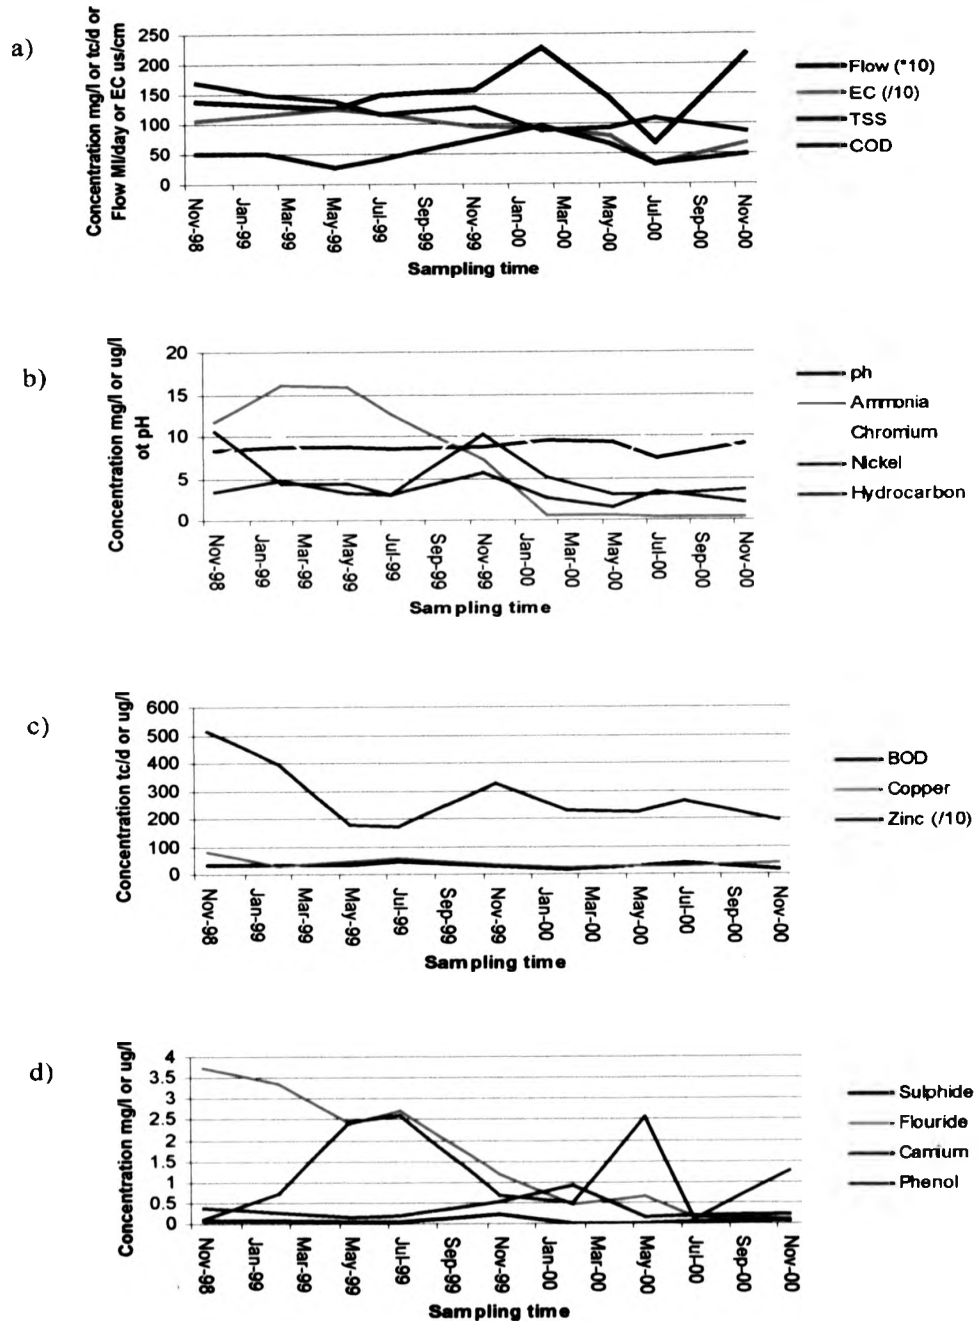 a)
Concentration mg/l or tc/d or
Flow Ml/day or EC us/cm
250
200
150
100
50
0
Nov-98
Jan-99
Mar-99
May-99
Jul-99
Sep-99
Nov-99
Jan-00
Mar-00
May-00
Jul-00
Sep-00
Nov-00
Sampling time
Flow (*10)
EC (/10)
TSS
COD
b)
Concentration mg/l or ug/l
ot pH
20
15
10
5
0
Nov-98
Jan-99
Mar-99
May-99
Jul-99
Sep-99
Nov-99
Jan-00
Mar-00
May-00
Jul-00
Sep-00
Nov-00
Sampling time
ph
Ammonia
Chromium
Nickel
Hydrocarbon
c)
Concentration tc/d or ug/l
600
500
400
300
200
100
0
Nov-98
Jan-99
Mar-99
May-99
Jul-99
Sep-99
Nov-99
Jan-00
Mar-00
May-00
Jul-00
Sep-00
Nov-00
Sampling time
BOD
Copper
Zinc (/10)
d)
Concentration mg/l or ug/l
4
3.5
3
2.5
2
1.5
1
0.5
0
Nov-98
Jan-99
Mar-99
May-99
Jul-99
Sep-99
Nov-99
Jan-00
Mar-00
May-00
Jul-00
Sep-00
Nov-00
Sampling time
Sulphide
Flouride
Camium
Phenol